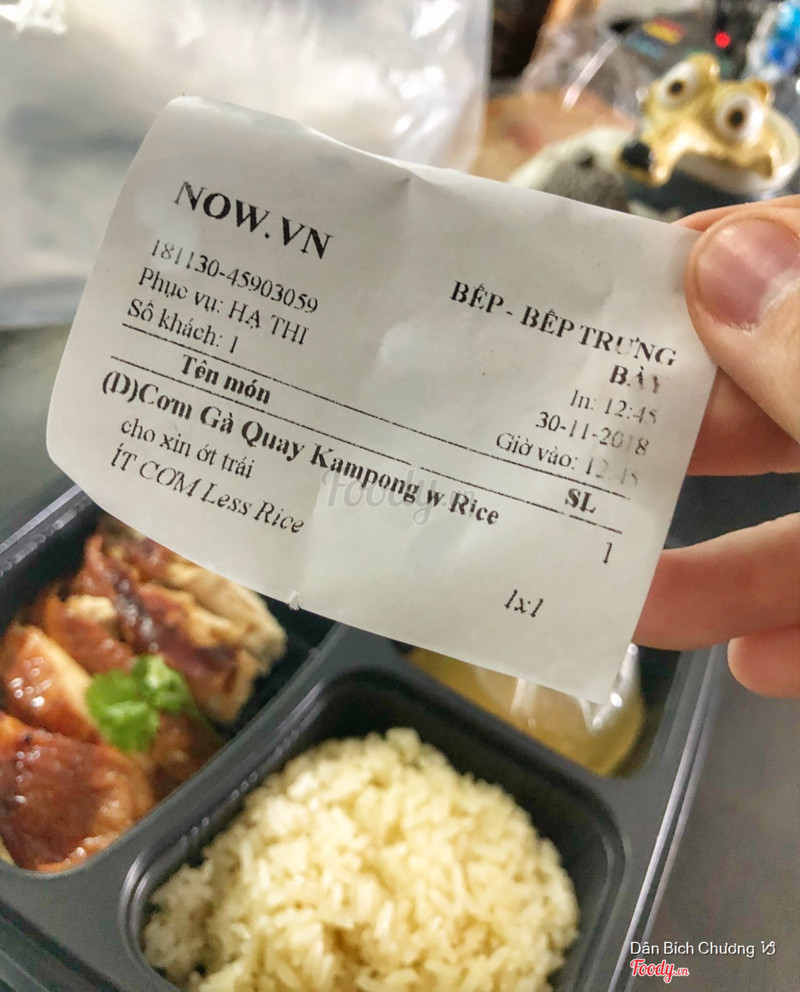 NOW.VN
181130-45903059
Phục vụ: HẠ THI
Số khách: 1
BẾP - BẾP TRƯNG
BÀY
In: 12:45
30-11-2018
Giờ vào:
Tên món
SL
(D)Cơm Gà Quay Kampong w Rice
1
cho xin ớt trái
ÍT CƠM Less Rice
1x1
Foody.vn
Dân Bích Chương
Foody.vn